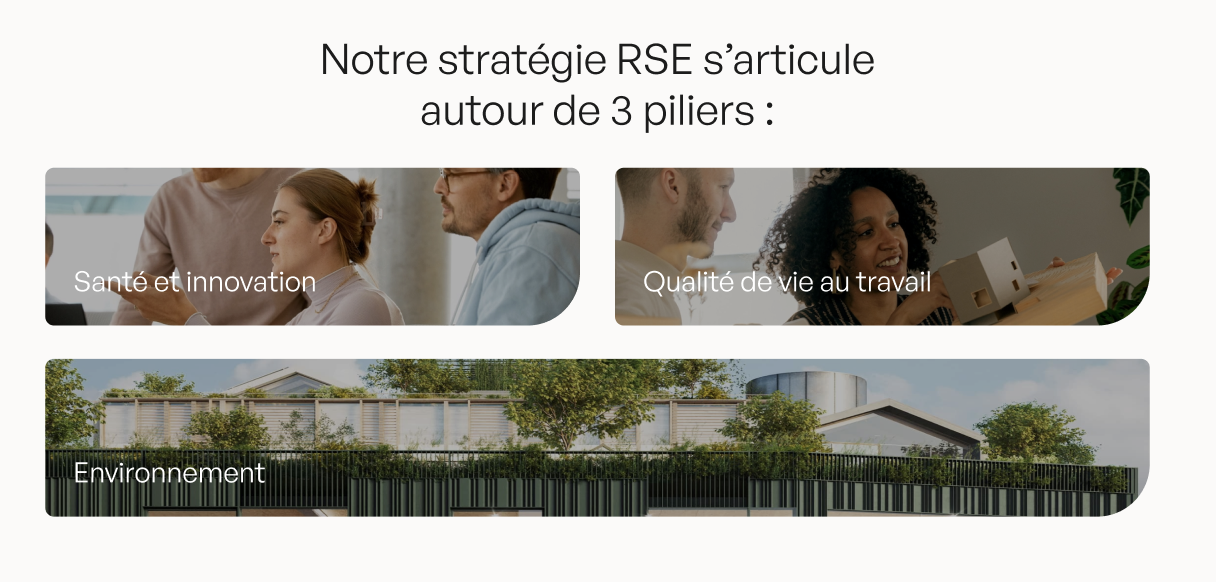 Notre stratégie RSE s’articule
autour de 3 piliers :
Santé et innovation
Qualité de vie au travail
Environnement